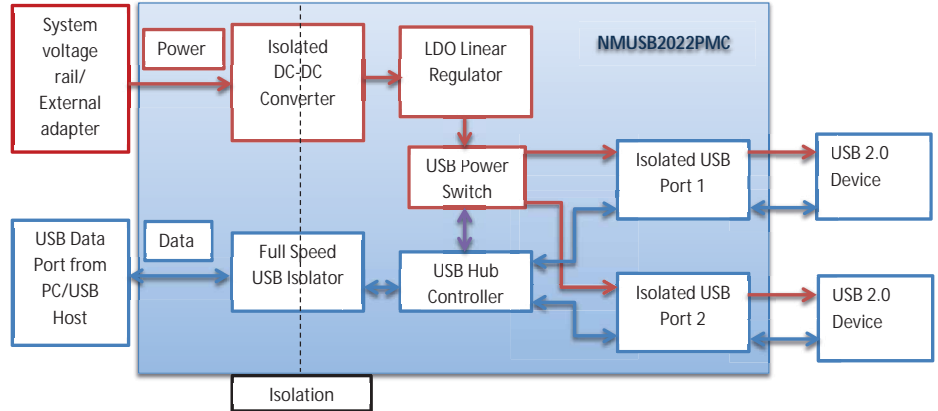 System
voltage
rail/
External
adapter
Power
Isolated
DC-DC
Converter
LDO Linear
Regulator
NMUSB2022PMC
USB Power
Switch
Isolated USB
Port 1
USB 2.0
Device
USB Data
Port from
PC/USB
Host
Data
Full Speed
USB Isolator
USB Hub
Controller
Isolated USB
Port 2
USB 2.0
Device
Isolation